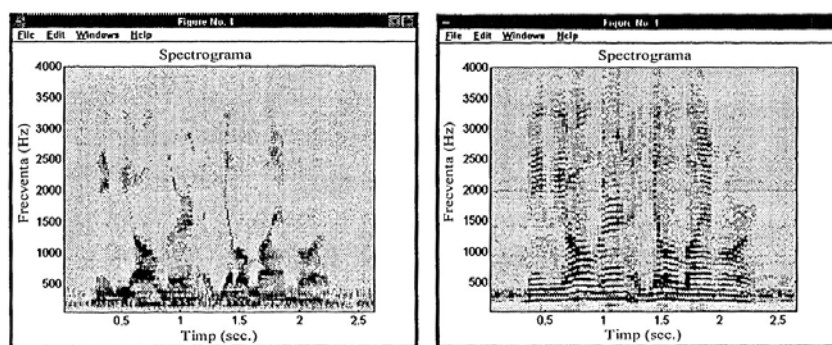 Figure No. 1
File Edit Windows Help
Spectrograma
4000
3500
3000
2500
2000
1500
1000
500
Frecventa (Hz)
0.5 1 1.5 2 2.5
Timp (sec.)
Figure No. 1
File Edit Windows Help
Spectrograma
4000
3500
3000
2500
2000
1500
1000
500
Frecventa (Hz)
0.5 1 1.5 2 2.5
Timp (sec.)